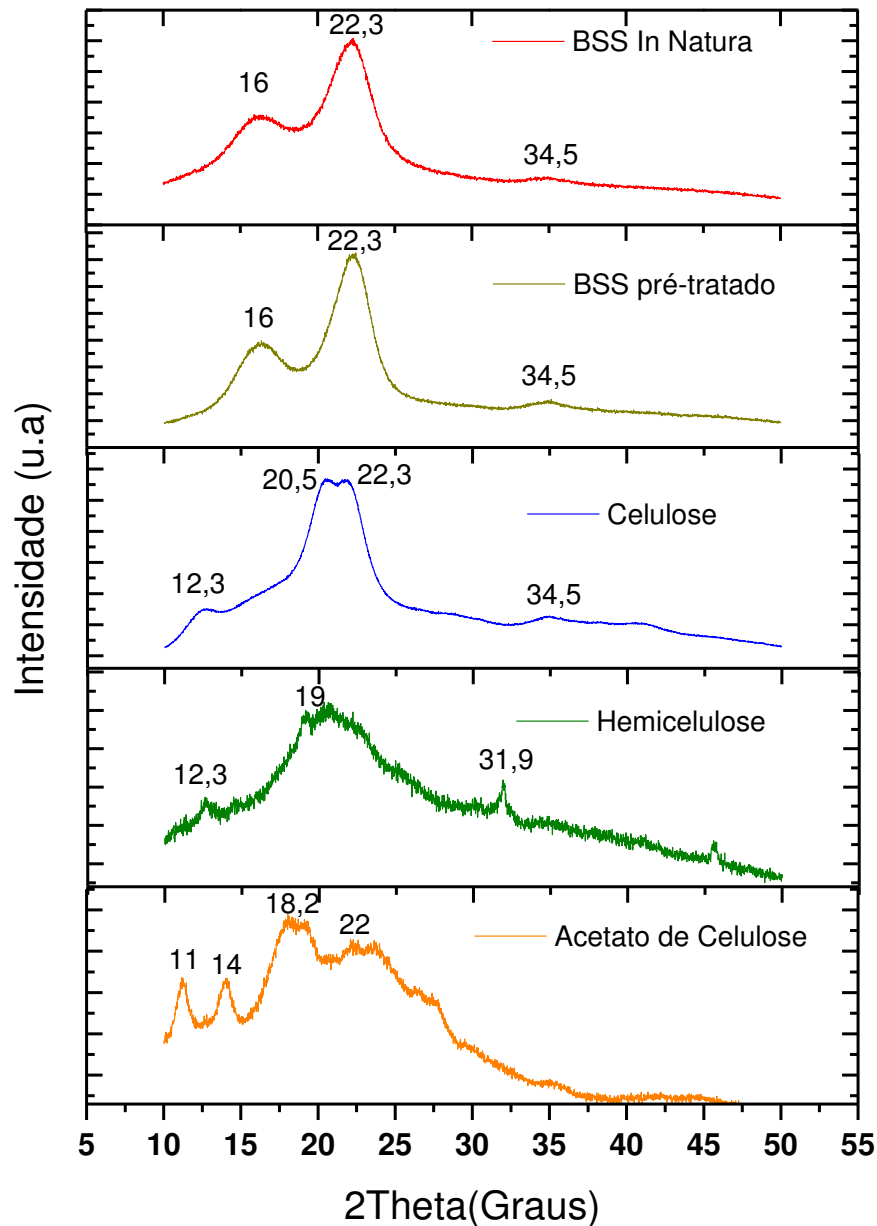 22,3
BSS In Natura
16
34,5
22,3
BSS pré-tratado
16
34,5
20,5 22,3
Celulose
12,3
34,5
19
Hemicelulose
12,3
31,9
18,2
22
Acetato de Celulose
11 14
Intensidade (u.a)
5 10 15 20 25 30 35 40 45 50 55
2Theta(Graus)